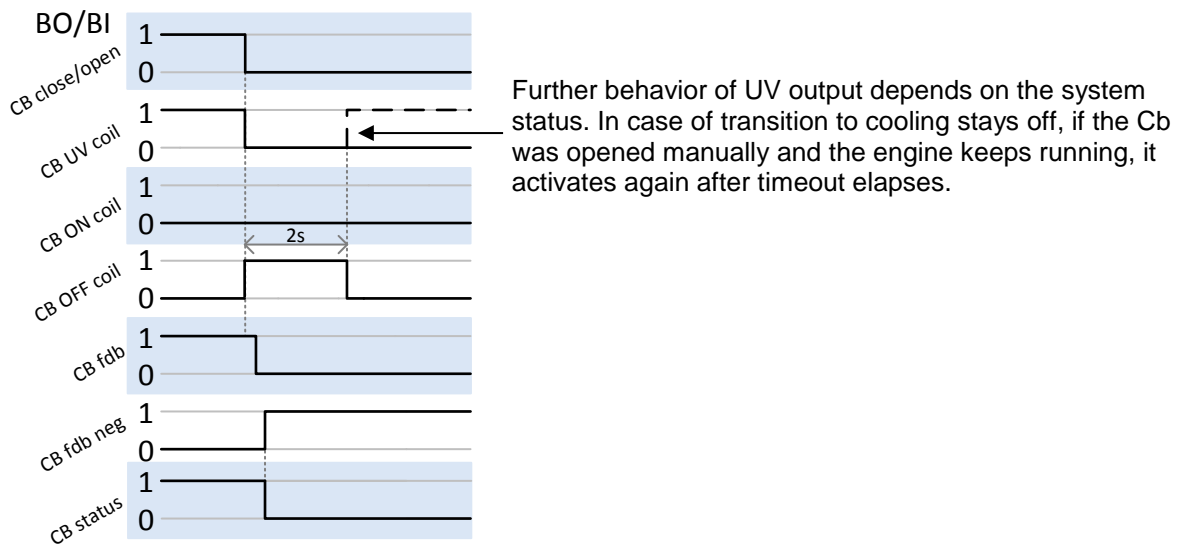 BO/BI
CB close/open
1
0
CB UV coil
1
0
CB ON coil
1
0
2s
CB OFF coil
1
0
CB fdb
1
0
CB fdb neg
1
0
CB status
1
0
Further behavior of UV output depends on the system
status. In case of transition to cooling stays off, if the Cb
was opened manually and the engine keeps running, it
activates again after timeout elapses.